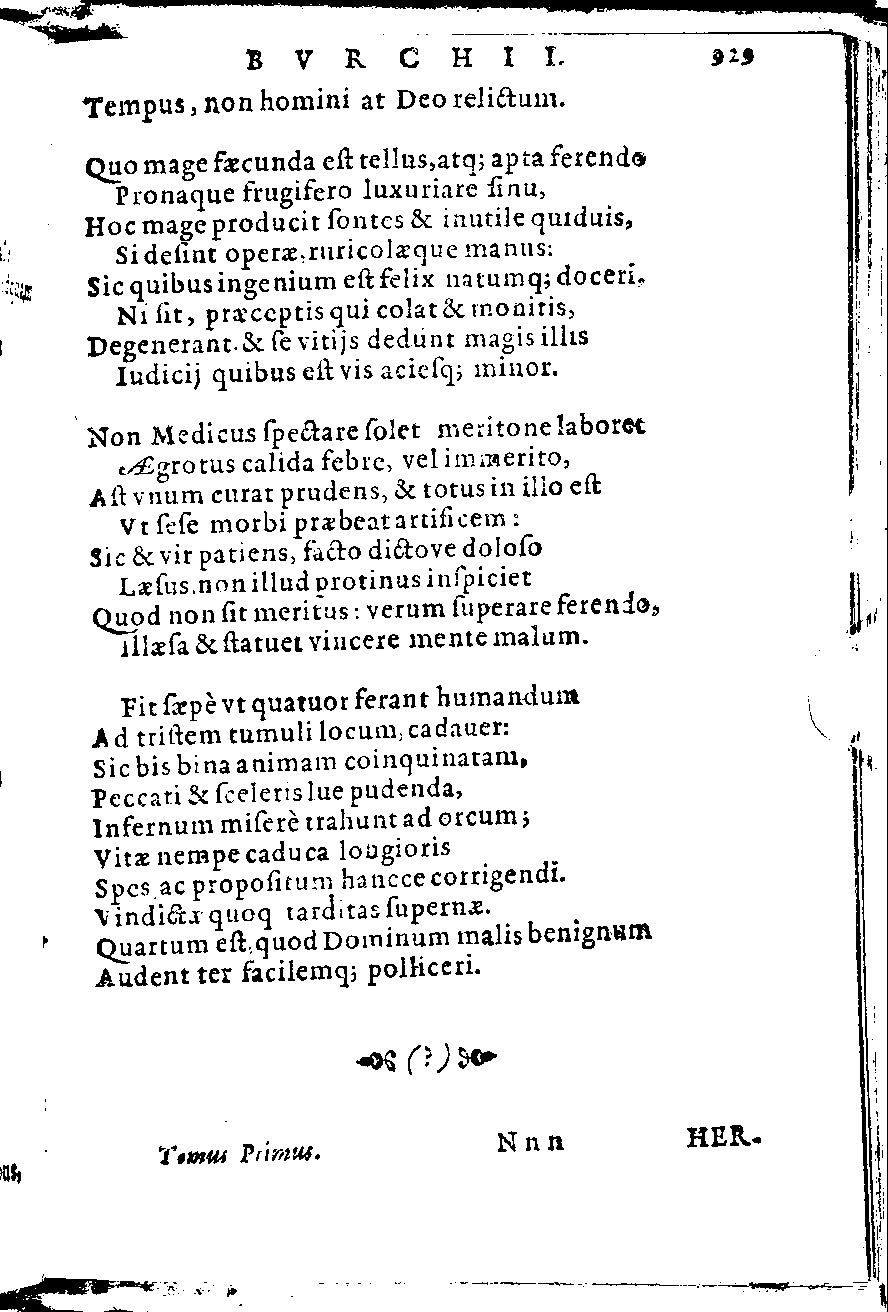 B V R C H I I. 929
Tempus, non homini at Deo relictum.
Quo mage fæcunda eſt tellus, atq; apta ferendo
Pronaque frugifero luxuriare ſinu,
Hoc mage producit ſontes & inutile quiduis,
Si deſint operæ, ruricolæque manus:
Sic quibus ingenium eſt felix natumq; doceri,
Ni ſit, præceptis qui colat & monitis,
Degenerant. & ſe vitijs dedunt magis illis
Iudicij quibus eſt vis acieſq; minor.
Non Medicus ſpectare ſolet meritone laboret
Ægrotus calida febre, vel immerito,
Aſt vnum curat prudens, & totus in illo eſt
Vt ſeſe morbi præbeat artificem:
Sic & vir patiens, facto dictove doloſo
Læſus, non illud protinus inſpiciet
Quod non ſit meritus: verum ſuperare ferendo,
illæſa & ſtatuet vincere mente malum.
Fit ſæpè vt quatuor ferant humandum
Ad triſtem tumuli locum, cadauer:
Sic bis bina animam coinquinatam,
Peccati & ſceleris lue pudenda,
Infernum miſerè trahunt ad orcum;
Vitæ nempe caduca longioris
Spes, ac propoſitum hancce corrigendi.
Vindictæ quoq tarditas ſupernæ.
Quartum eſt, quod Dominum malis benignum
Audent ter facilemq; polliceri.
(?)
Tomus Primus. Nnn HER-